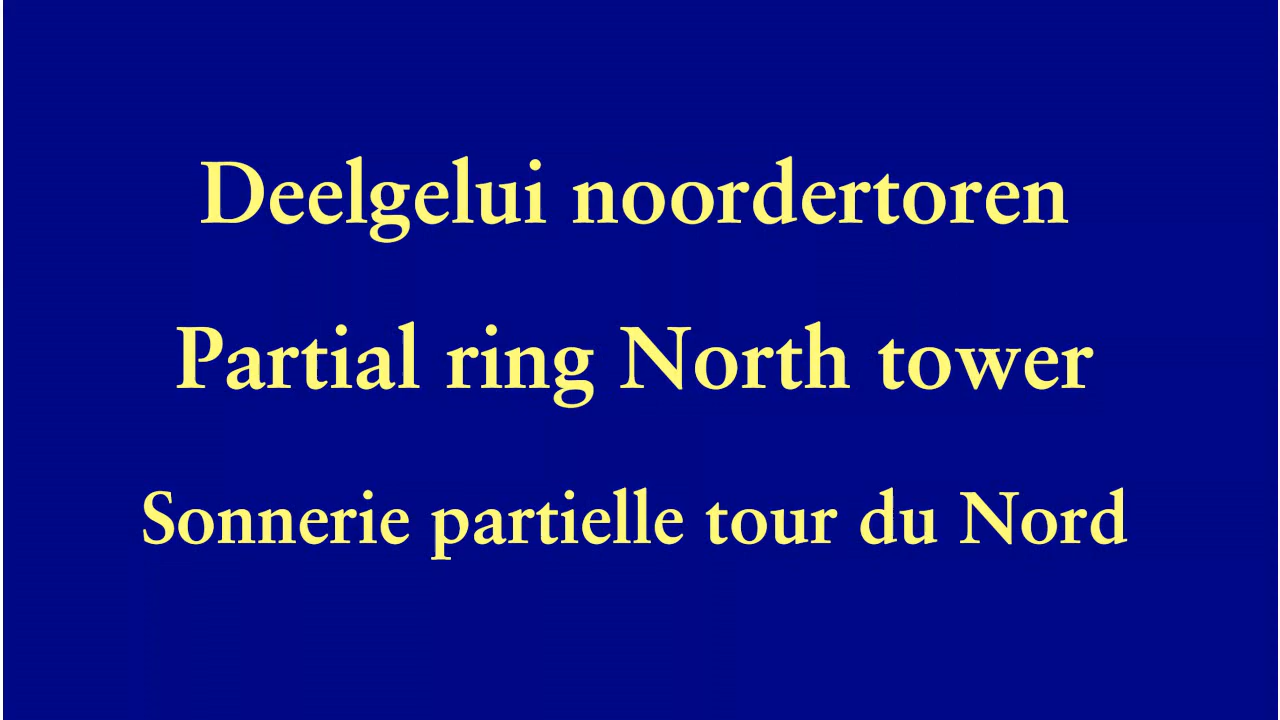 Deelgelui noordertoren
Partial ring North tower
Sonnerie partielle tour du Nord